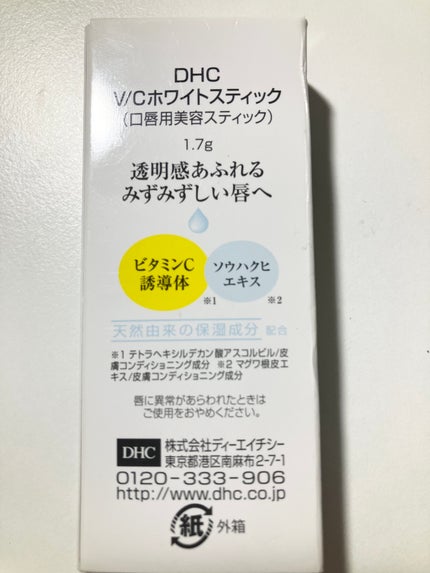 DHC
V/Cホワイトスティック
(口唇用美容スティック)
1.7g
透明感あふれる
みずみずしい唇へ
ビタミンC
誘導体
※1
ソウハクヒ
エキス
※2
天然由来の保湿成分 配合
※1 テトラヘキシルデカン酸アスコルビル/皮
膚コンディショニング成分 ※2 マグワ根皮エ
キス/皮膚コンディショニング成分
唇に異常があらわれたときは
ご使用をおやめください。
DHC 株式会社ディーエイチシー
東京都港区南麻布2-7-1
0120-333-906
http://www.dhc.co.jp
紙 外箱